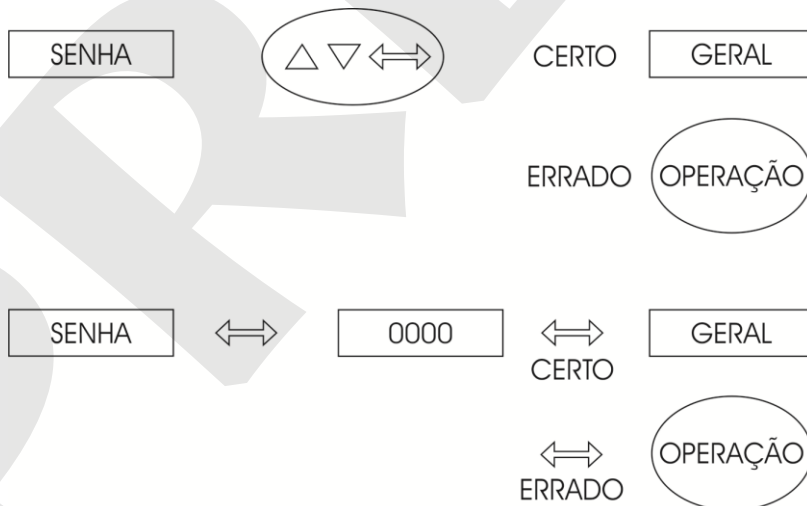 SENHA CERTO GERAL
ERRADO OPERAÇÃO
SENHA 0000 GERAL
CERTO
OPERAÇÃO
ERRADO